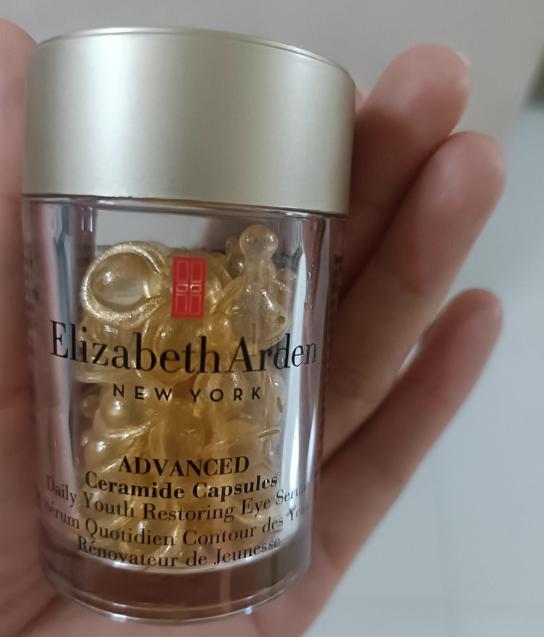 Elizabeth Arden
NEW YORK
ADVANCED
Ceramide Capsules
Daily Youth Restoring Eye Serum
Sérum Quotidien Contour des Yeux
Rénovateur de Jeunesse